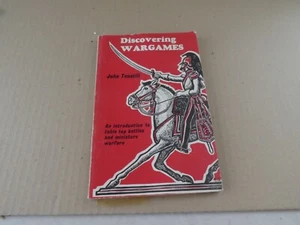 Discovering
WARGAMES
John Tunstill
An introduction to
table top battles
and miniature
warfare